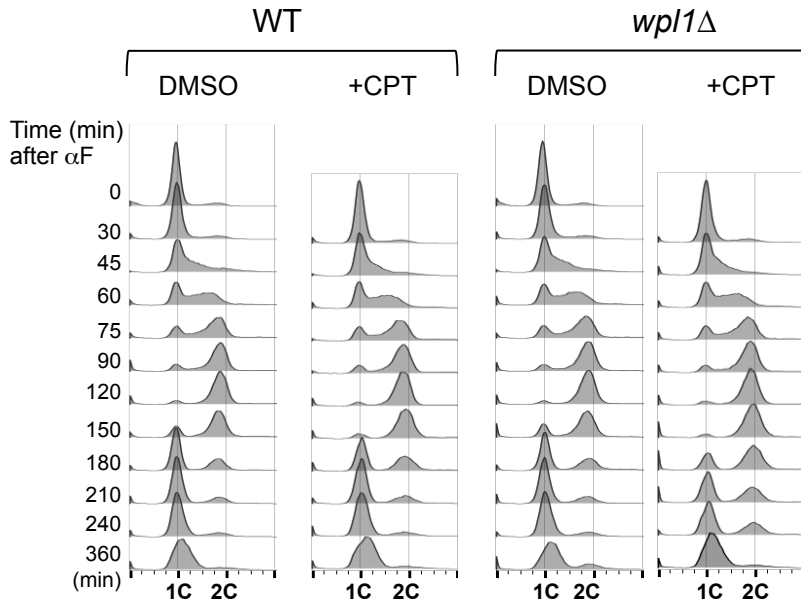 WT wpl1Δ
DMSO +CPT DMSO +CPT
Time (min)
after αF
0
30
45
60
75
90
120
150
180
210
240
360
(min) 1C 2C 1C 2C 1C 2C 1C 2C